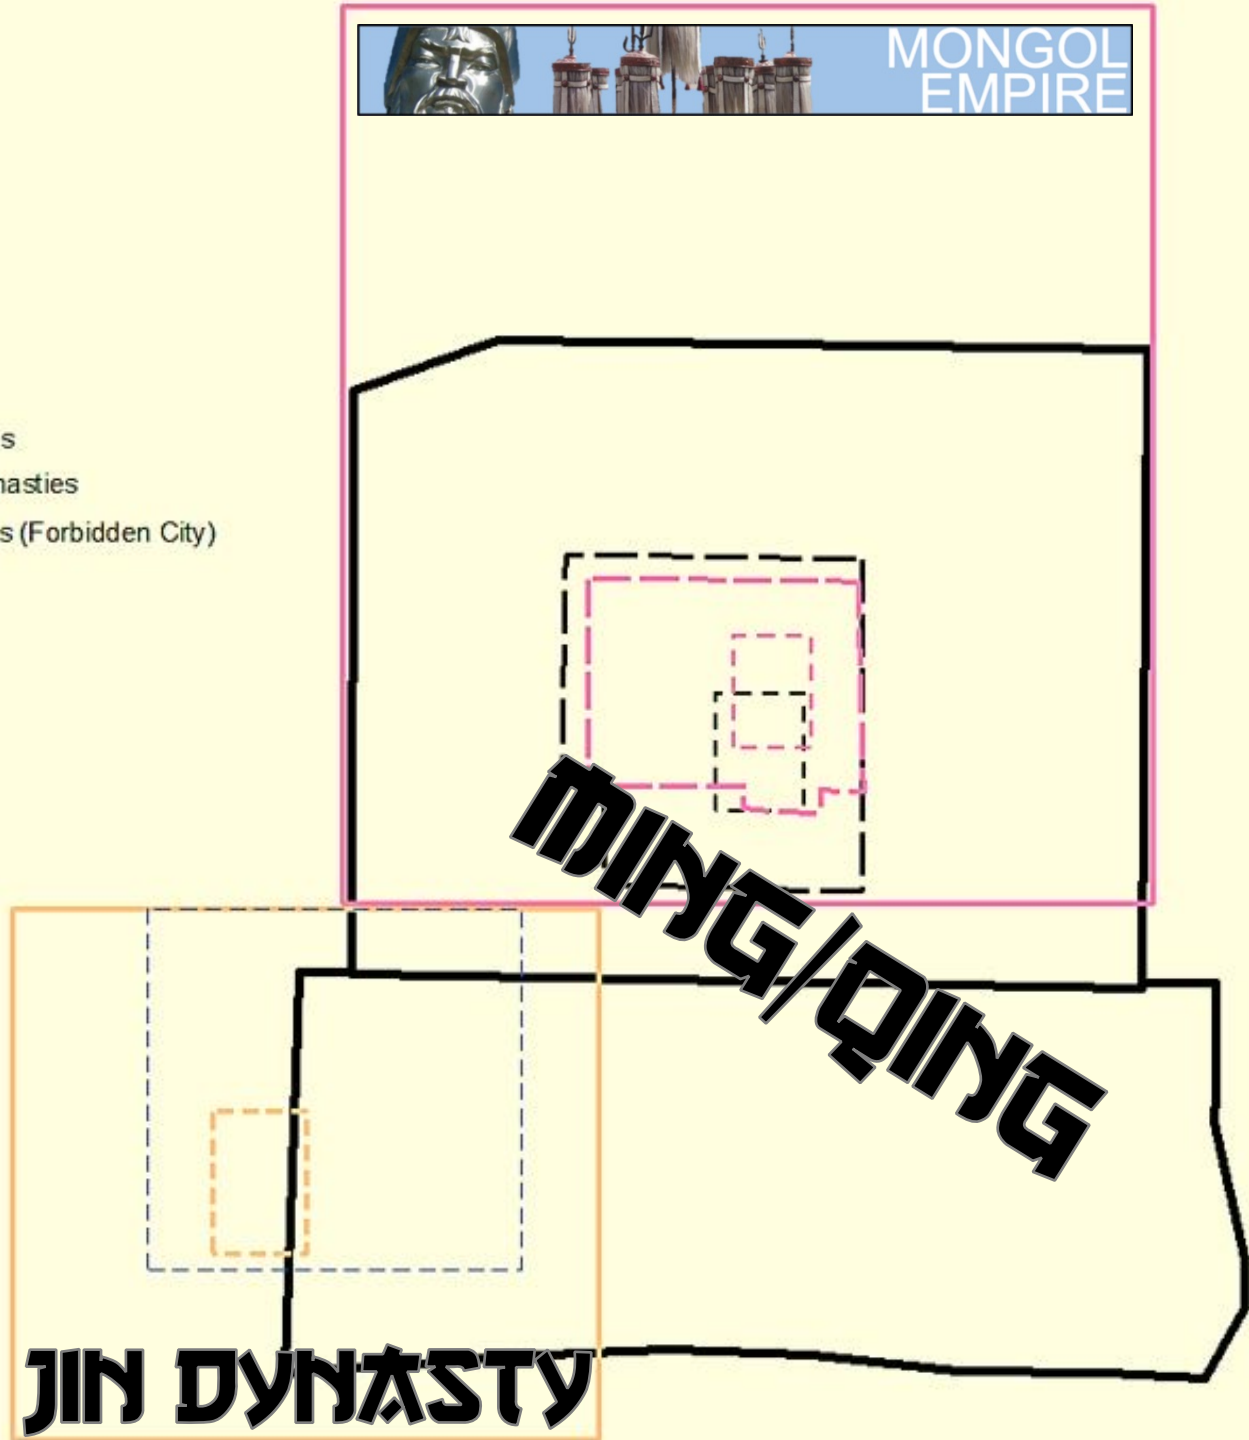 MONGOL
EMPIRE
s
nasties
s (Forbidden City)
MING/QING
JIN DYNASTY